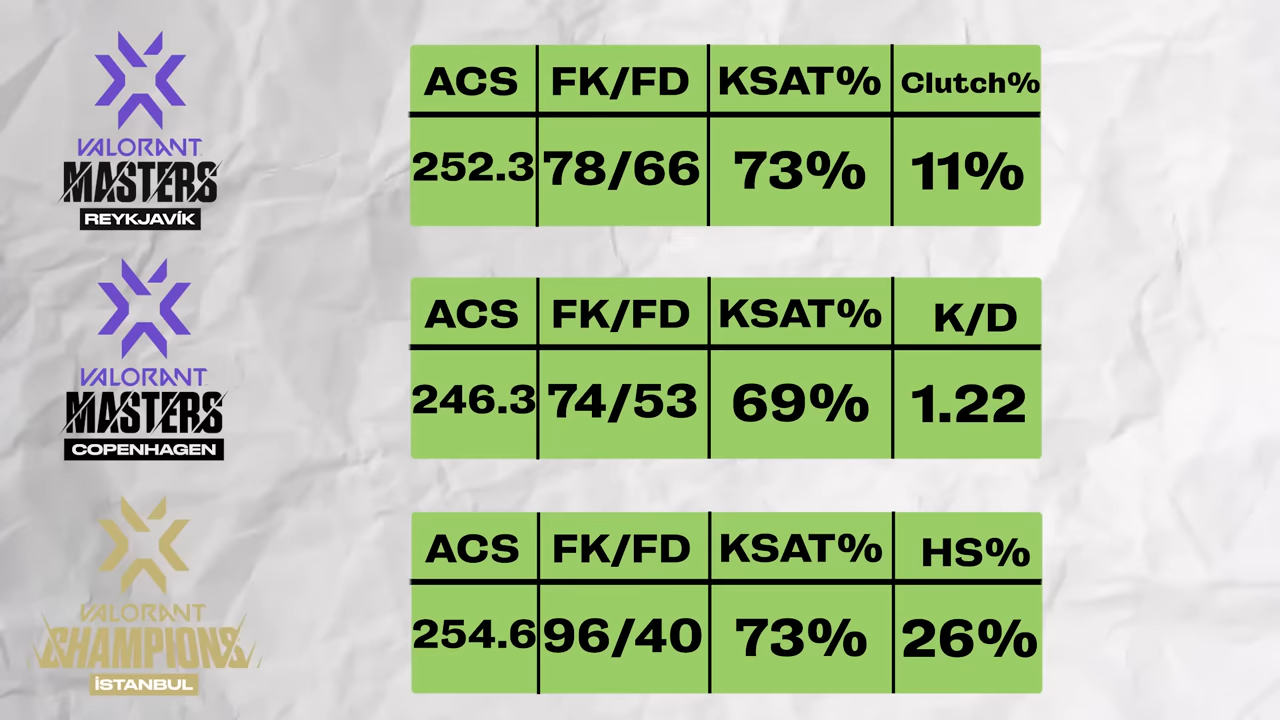 VALORANT
MASTERS
REYKJAVÍK
ACS FK/FD KSAT% Clutch%
252.3 78/66 73% 11%
VALORANT
MASTERS
COPENHAGEN
ACS FK/FD KSAT% K/D
246.3 74/53 69% 1.22
VALORANT
CHAMPIONS
İSTANBUL
ACS FK/FD KSAT% HS%
254.6 96/40 73% 26%